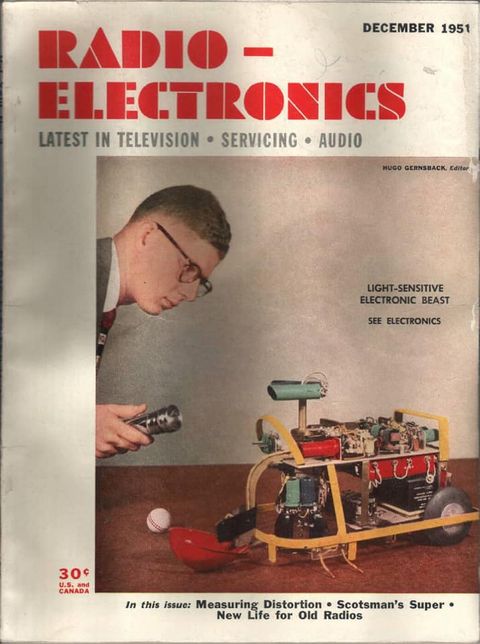 DECEMBER 1951
RADIO-
ELECTRONICS
LATEST IN TELEVISION • SERVICING • AUDIO
HUGO GERNSBACK, Editor
LIGHT-SENSITIVE
ELECTRONIC BEAST
SEE ELECTRONICS
30¢
U.S. and
CANADA
In this issue: Measuring Distortion • Scotsman's Super •
New Life for Old Radios